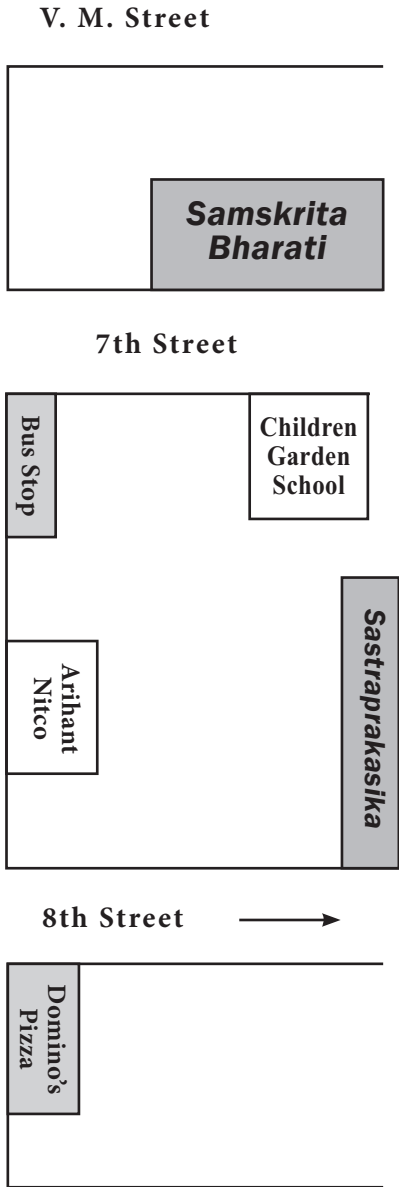 V. M. Street
Samskrita
Bharati
7th Street
Bus Stop
Children
Garden
School
Arihant
Nitco
Sastraprakasika
8th Street
Domino’s
Pizza